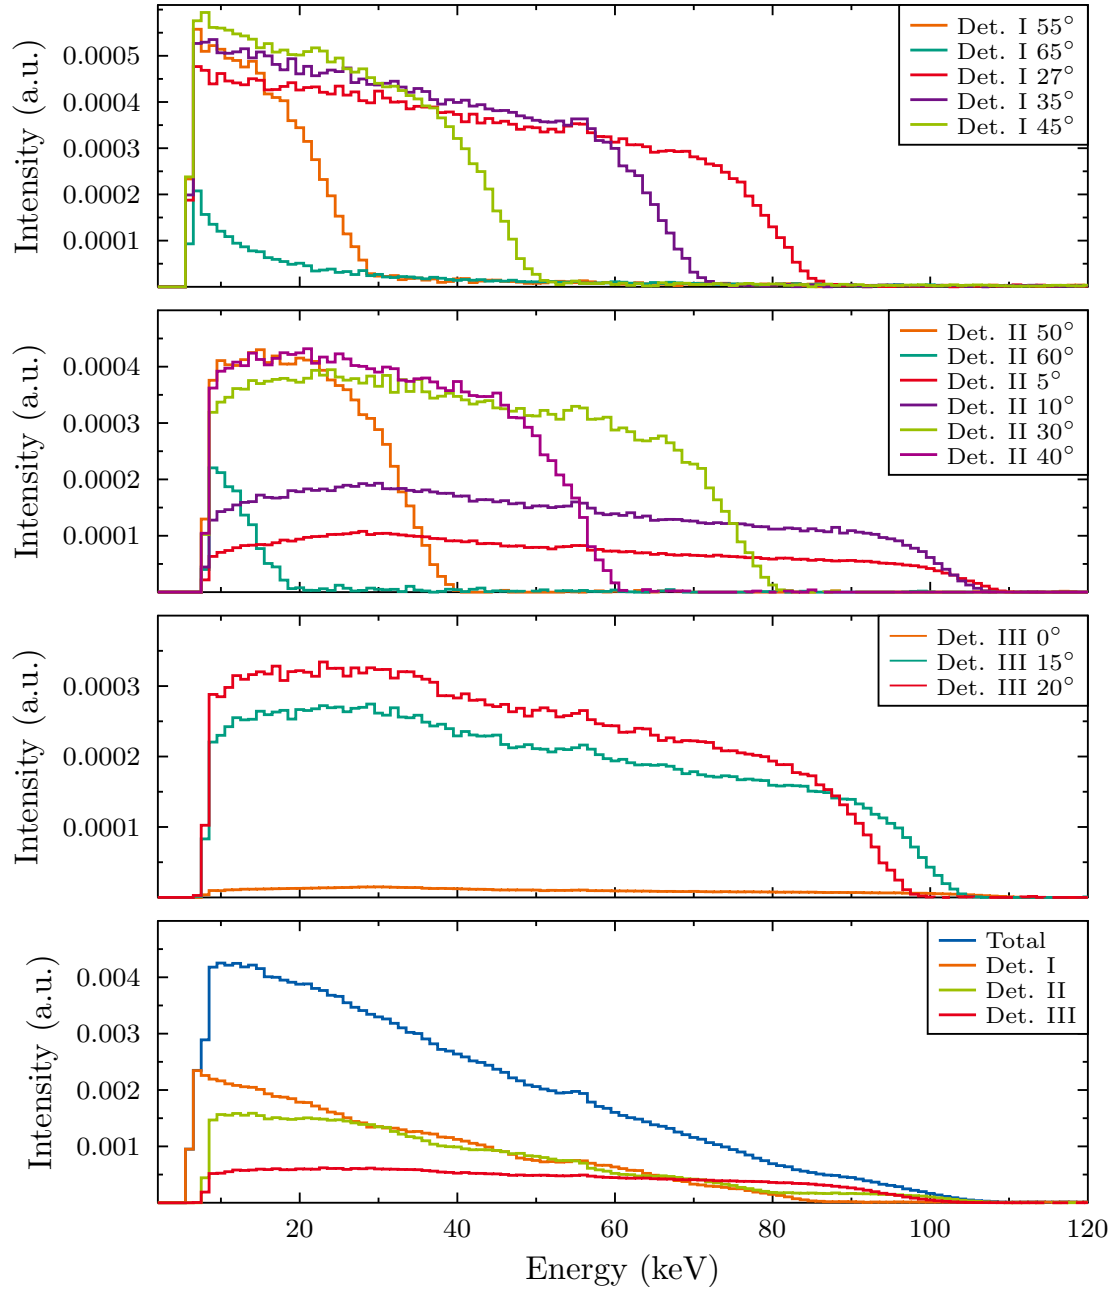 Intensity (a.u.)
0.0005
0.0004
0.0003
0.0002
0.0001
Det. I 55°
Det. I 65°
Det. I 27°
Det. I 35°
Det. I 45°
Intensity (a.u.)
0.0004
0.0003
0.0002
0.0001
Det. II 50°
Det. II 60°
Det. II 5°
Det. II 10°
Det. II 30°
Det. II 40°
Intensity (a.u.)
0.0003
0.0002
0.0001
Det. III 0°
Det. III 15°
Det. III 20°
Intensity (a.u.)
0.004
0.003
0.002
0.001
Total
Det. I
Det. II
Det. III
20 40 60 80 100 120
Energy (keV)